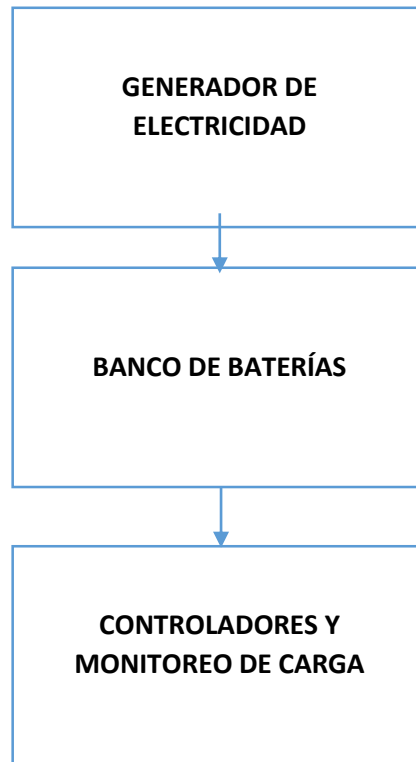 GENERADOR DE
ELECTRICIDAD
BANCO DE BATERÍAS
CONTROLADORES Y
MONITOREO DE CARGA